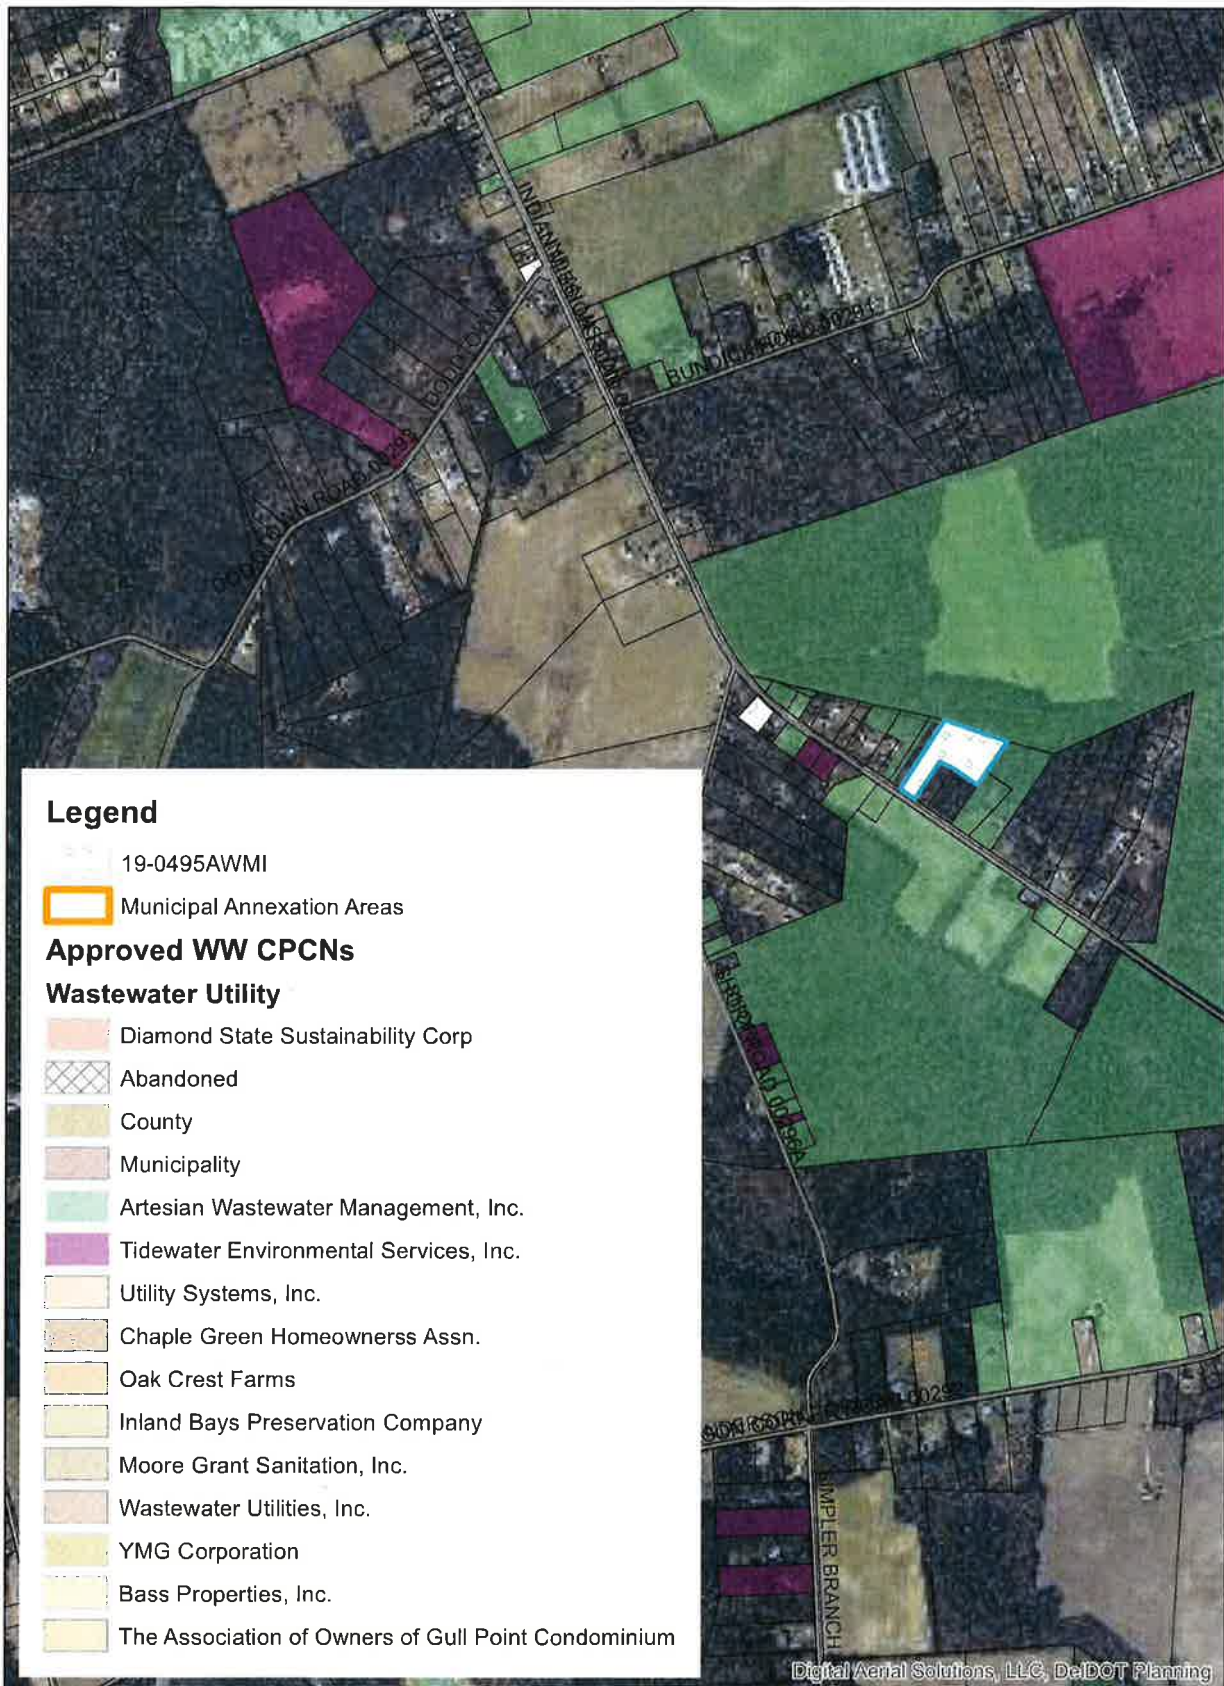 BUNDICK
Legend
19-0495AWMI
Municipal Annexation Areas
Approved WW CPCNs
Wastewater Utility
Diamond State Sustainability Corp
Abandoned
County
Municipality
Artesian Wastewater Management, Inc.
Tidewater Environmental Services, Inc.
Utility Systems, Inc.
Chaple Green Homeownerss Assn.
Oak Crest Farms
Inland Bays Preservation Company
Moore Grant Sanitation, Inc.
Wastewater Utilities, Inc.
YMG Corporation
Bass Properties, Inc.
The Association of Owners of Gull Point Condominium
SIMPLER BRANCH
Digital Aerial Solutions, LLC, DelDOT Planning